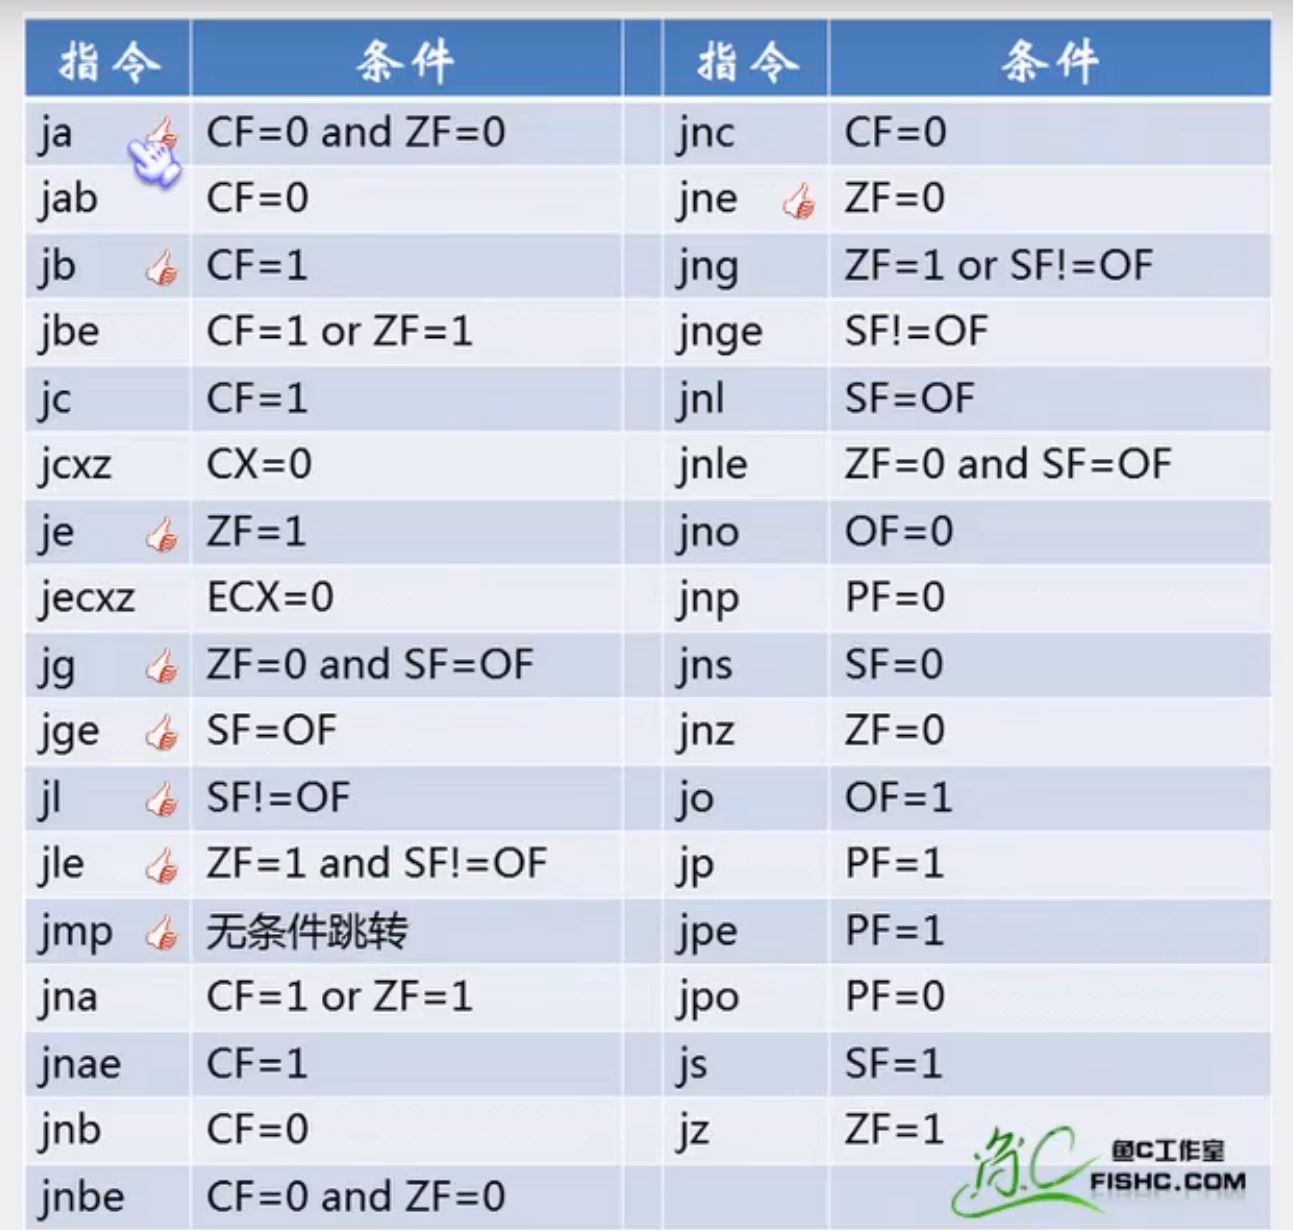 指令 条件 指令 条件
ja CF=0 and ZF=0 jnc CF=0
jab CF=0 jne ZF=0
jb CF=1 jng ZF=1 or SF!=OF
jbe CF=1 or ZF=1 jnge SF!=OF
jc CF=1 jnl SF=OF
jcxz CX=0 jnle ZF=0 and SF=OF
je ZF=1 jno OF=0
jecxz ECX=0 jnp PF=0
jg ZF=0 and SF=OF jns SF=0
jge SF=OF jnz ZF=0
jl SF!=OF jo OF=1
jle ZF=1 and SF!=OF jp PF=1
jmp 无条件跳转 jpe PF=1
jna CF=1 or ZF=1 jpo PF=0
jnae CF=1 js SF=1
jnb CF=0 jz ZF=1
jnbe CF=0 and ZF=0
鱼C 鱼C工作室
FISHC.COM